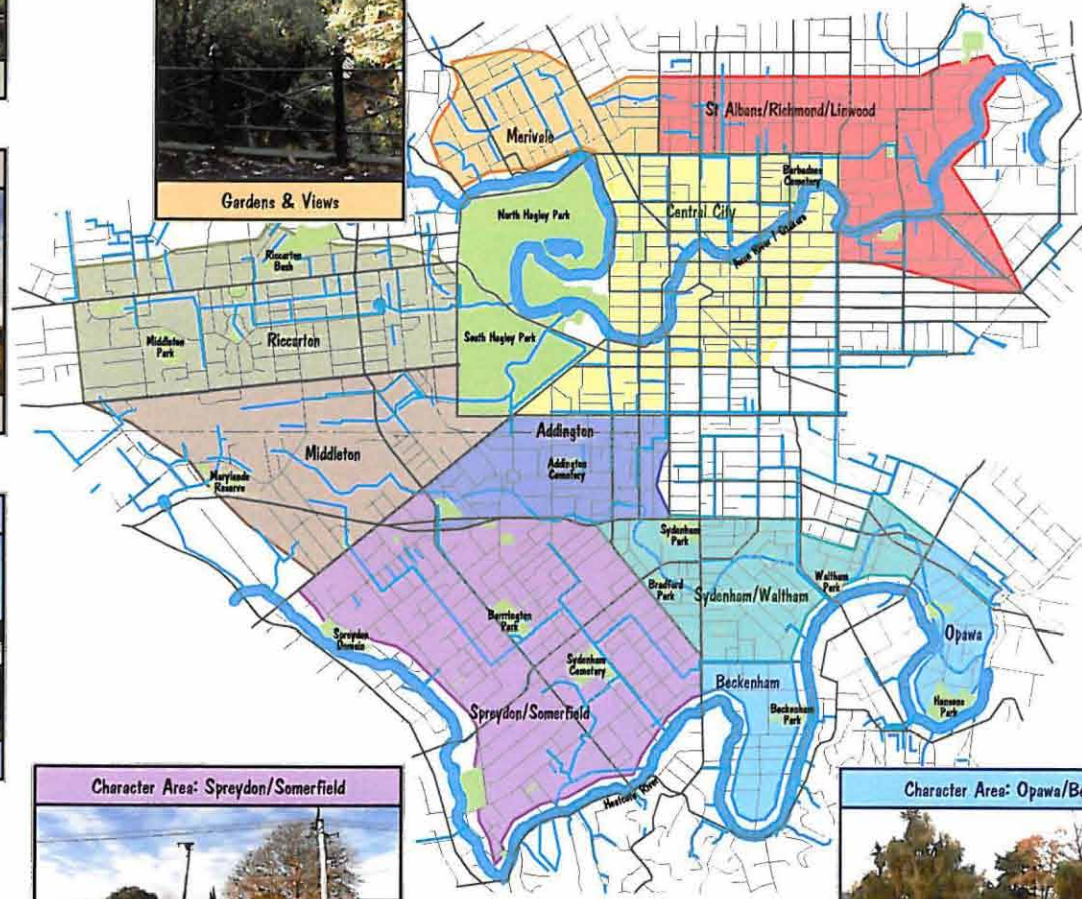 Gardens & Views
Merivale
St Albans/Richmond/Linwood
Barbadoes
Cemetery
North Hagley Park
Central City
Riccarton
Bush
Middleton
Park
Riccarton
South Hagley Park
Addington
Middleton
Addington
Cemetery
Marylands
Reserve
Sydenham
Park
Bradford
Park
Sydenham/Waltham
Waltham
Park
Barrington
Park
Opawa
Spreydon
Domain
Sydenham
Cemetery
Beckenham
Hansens
Park
Spreydon/Somerfield
Beckenham
Park
Heathcote River
Character Area: Spreydon/Somerfield
Character Area: Opawa/Be